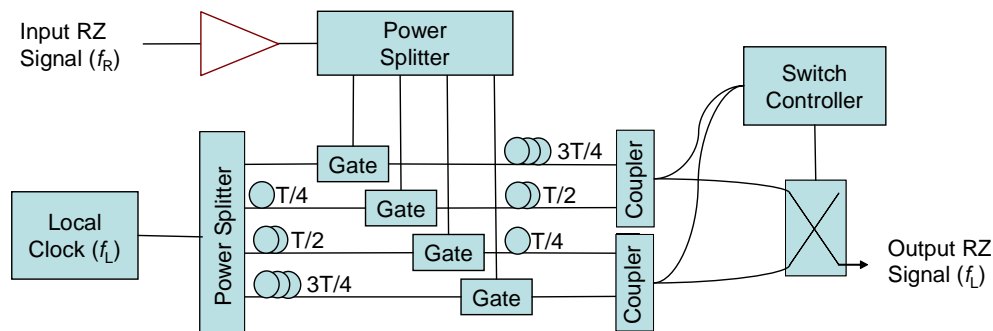 Input RZ
Signal (fR)
Power
Splitter
Switch
Controller
Gate
3T/4
T/4
Gate
T/2
Local
Clock (fL)
Power Splitter
T/2
Gate
T/4
3T/4
Gate
Coupler
Coupler
Output RZ
Signal (fL)